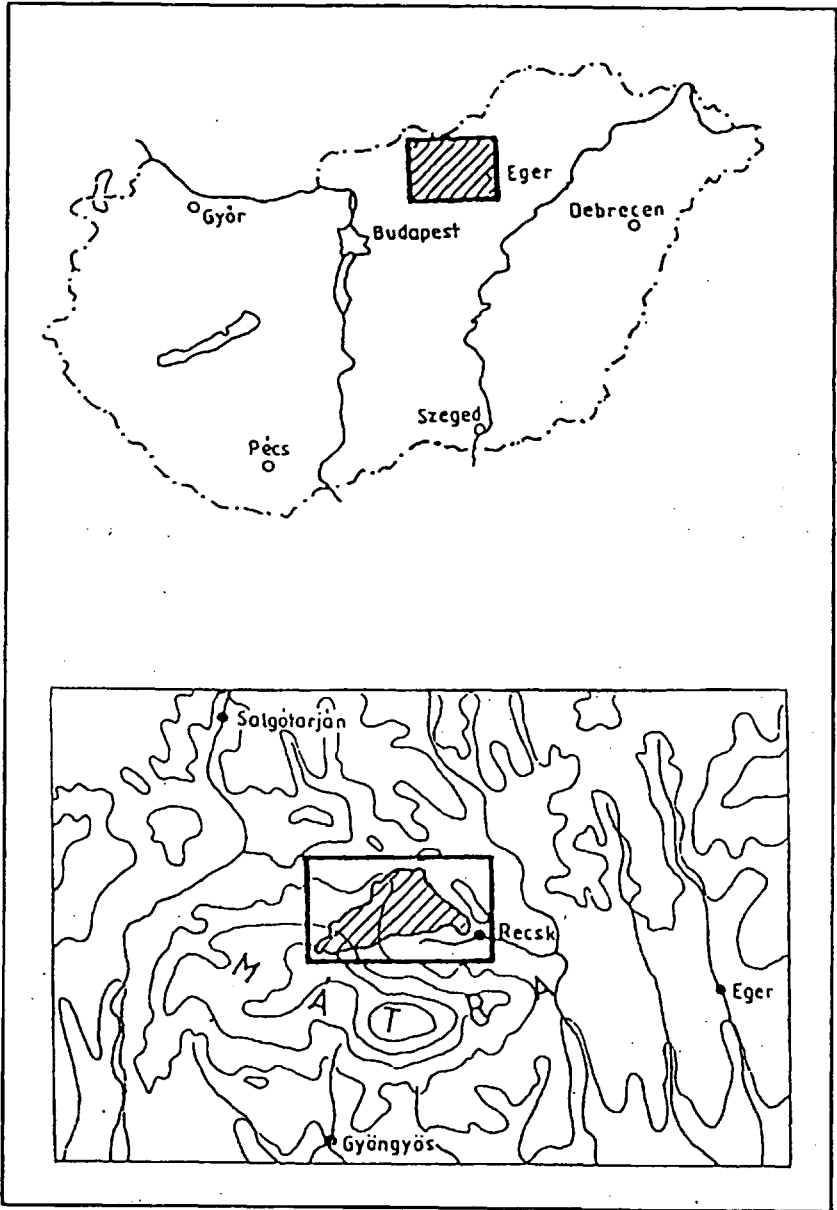 Eger
Győr
Debrecen
Budapest
Szeged
Pécs
Salgótarján
Recsk
M Á T R A
Eger
Gyöngyös